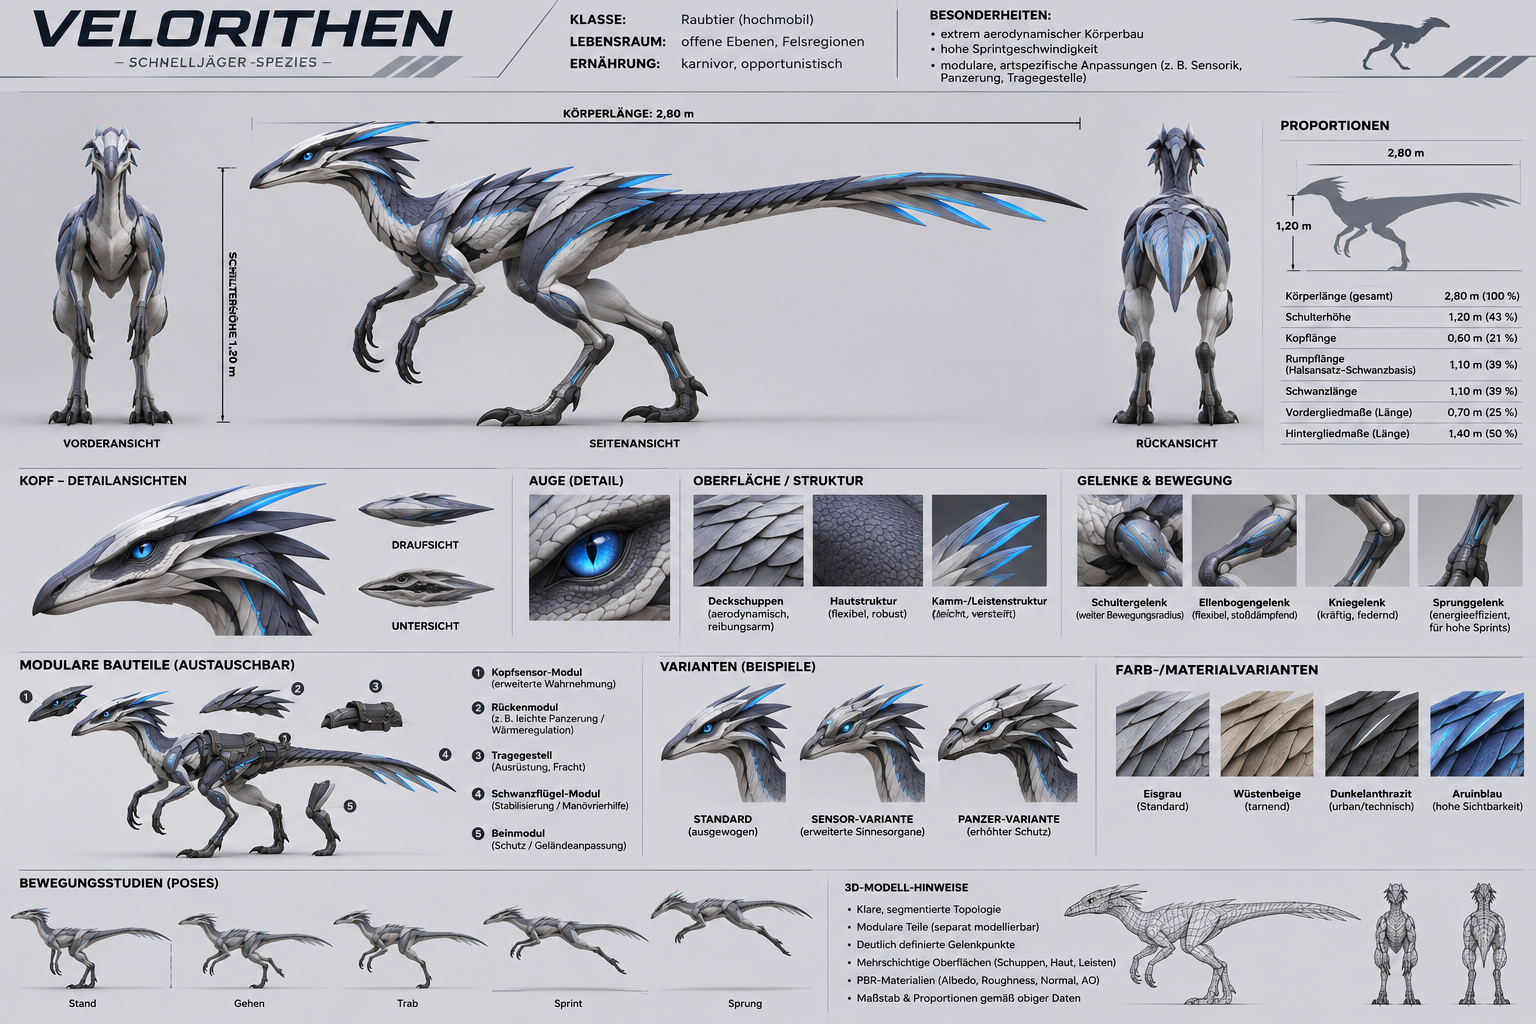 VELORITHEN
– SCHNELLJÄGER-SPEZIES –
KLASSE: Raubtier (hochmobil)
LEBENSRAUM: offene Ebenen, Felsregionen
ERNÄHRUNG: karnivor, opportunistisch
BESONDERHEITEN:
• extrem aerodynamischer Körperbau
• hohe Sprintgeschwindigkeit
• modulare, artspezifische Anpassungen (z. B. Sensorik,
Panzerung, Tragegestelle)
KÖRPERLÄNGE: 2,80 m
1.20 m
VORDERANSICHT
SEITENANSICHT
RÜCKANSICHT
PROPORTIONEN
2,80 m
1,20 m
Körperlänge (gesamt) 2,80 m (100 %)
Schulterhöhe 1,20 m (43 %)
Kopflänge 0,60 m (21 %)
Rumpflänge
(Halsansatz–Schwanzbasis) 1,10 m (39 %)
Schwanzlänge 1,10 m (39 %)
Vordergliedmaße (Länge) 0,70 m (25 %)
Hintergliedmaße (Länge) 1,40 m (50 %)
KOPF – DETAILANSICHTEN
DRAUFSICHT
UNTERSICHT
AUGE (DETAIL)
OBERFLÄCHE / STRUKTUR
Deckschuppen
(aerodynamisch,
reibungsarm)
Hautstruktur
(flexibel, robust)
Kamm-/Leistenstruktur
(leicht, versteift)
GELENKE & BEWEGUNG
Schultergelenk
(weiter Bewegungsradius)
Ellenbogengelenk
(flexibel, stoßdämpfend)
Kniegelenk
(kräftig, federnd)
Sprunggelenk
(energieeffizient,
für hohe Sprints)
MODULARE BAUTEILE (AUSTAUSCHBAR)
1
2
3
4
5
1 Kopfsensor-Modul
(erweiterte Wahrnehmung)
2 Rückenmodul
(z. B. leichte Panzerung /
Wärmeregulation)
3 Tragegestell
(Ausrüstung, Fracht)
4 Schwanzflügel-Modul
(Stabilisierung / Manövrierhilfe)
5 Beinmodul
(Schutz / Geländeanpassung)
VARIANTEN (BEISPIELE)
STANDARD
(ausgewogen)
SENSOR-VARIANTE
(erweiterte Sinnesorgane)
PANZER-VARIANTE
(erhöhter Schutz)
FARB-/MATERIALVARIANTEN
Eisgrau
(Standard)
Wüstenbeige
(tarnend)
Dunkelanthrazit
(urban/technisch)
Aruinblau
(hohe Sichtbarkeit)
BEWEGUNGSSTUDIEN (POSES)
Stand
Gehen
Trab
Sprint
Sprung
3D-MODELL-HINWEISE
• Klare, segmentierte Topologie
• Modulare Teile (separat modellierbar)
• Deutlich definierte Gelenkpunkte
• Mehrschichtige Oberflächen (Schuppen, Haut, Leisten)
• PBR-Materialien (Albedo, Roughness, Normal, AO)
• Maßstab & Proportionen gemäß obiger Daten